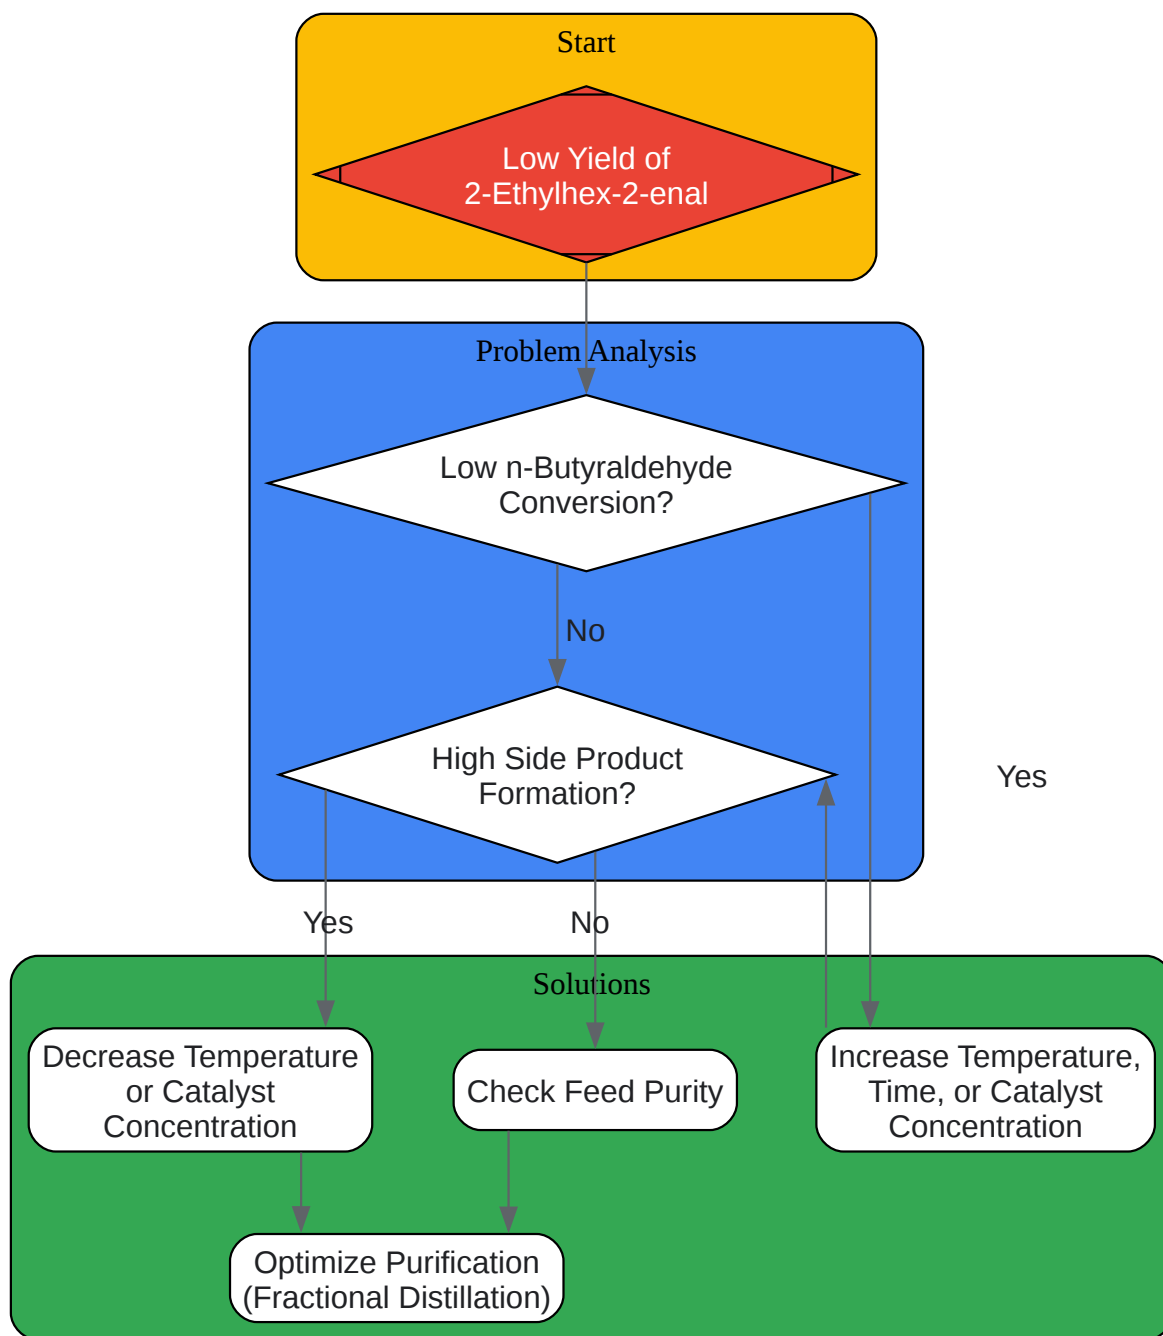 Start
Low Yield of
2-Ethylhex-2-enal
Problem Analysis
Low n-Butyraldehyde
Conversion?
No
High Side Product
Formation?
Yes
Yes
No
Solutions
Decrease Temperature
or Catalyst
Concentration
Check Feed Purity
Increase Temperature,
Time, or Catalyst
Concentration
Optimize Purification
(Fractional Distillation)